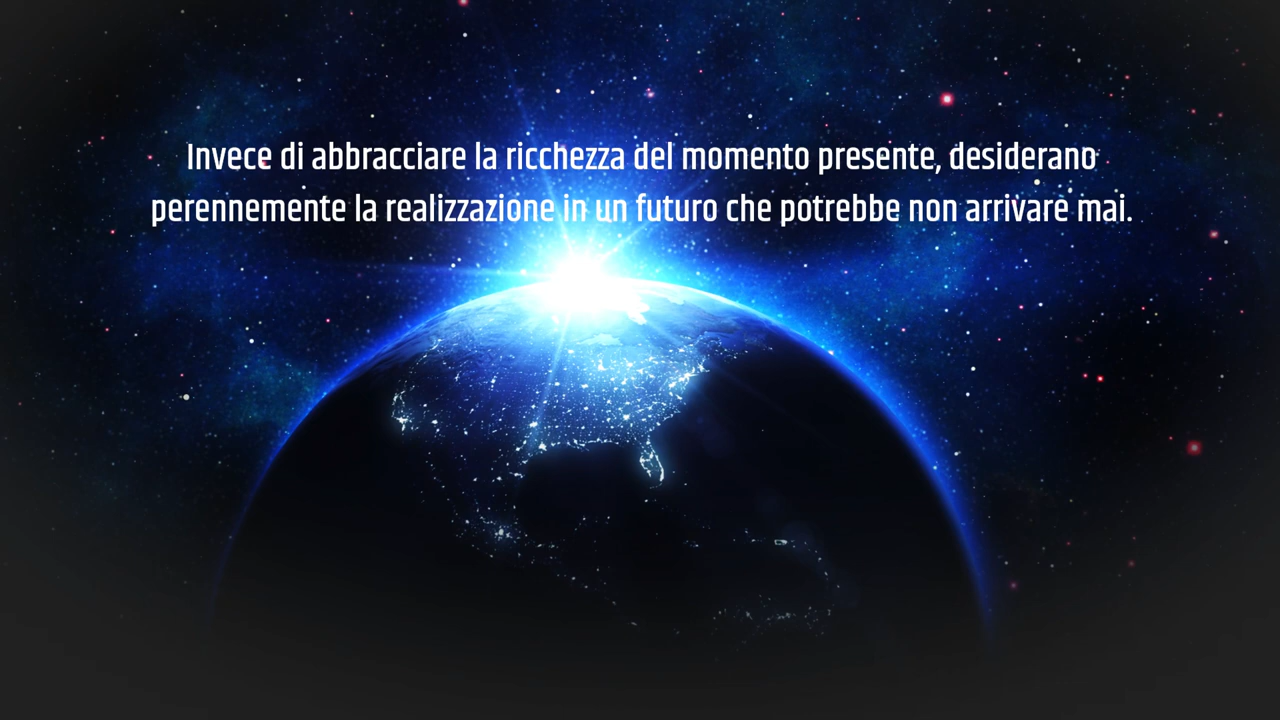 Invece di abbracciare la ricchezza del momento presente, desiderano
perennemente la realizzazione in un futuro che potrebbe non arrivare mai.